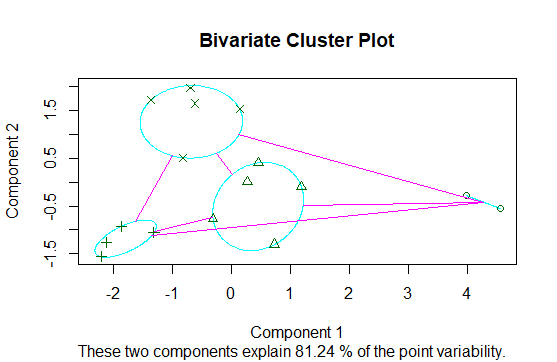 Bivariate Cluster Plot
Component 2
1.5
0.5
-0.5
-1.5
-2 -1 0 1 2 3 4
Component 1
These two components explain 81.24 % of the point variability.